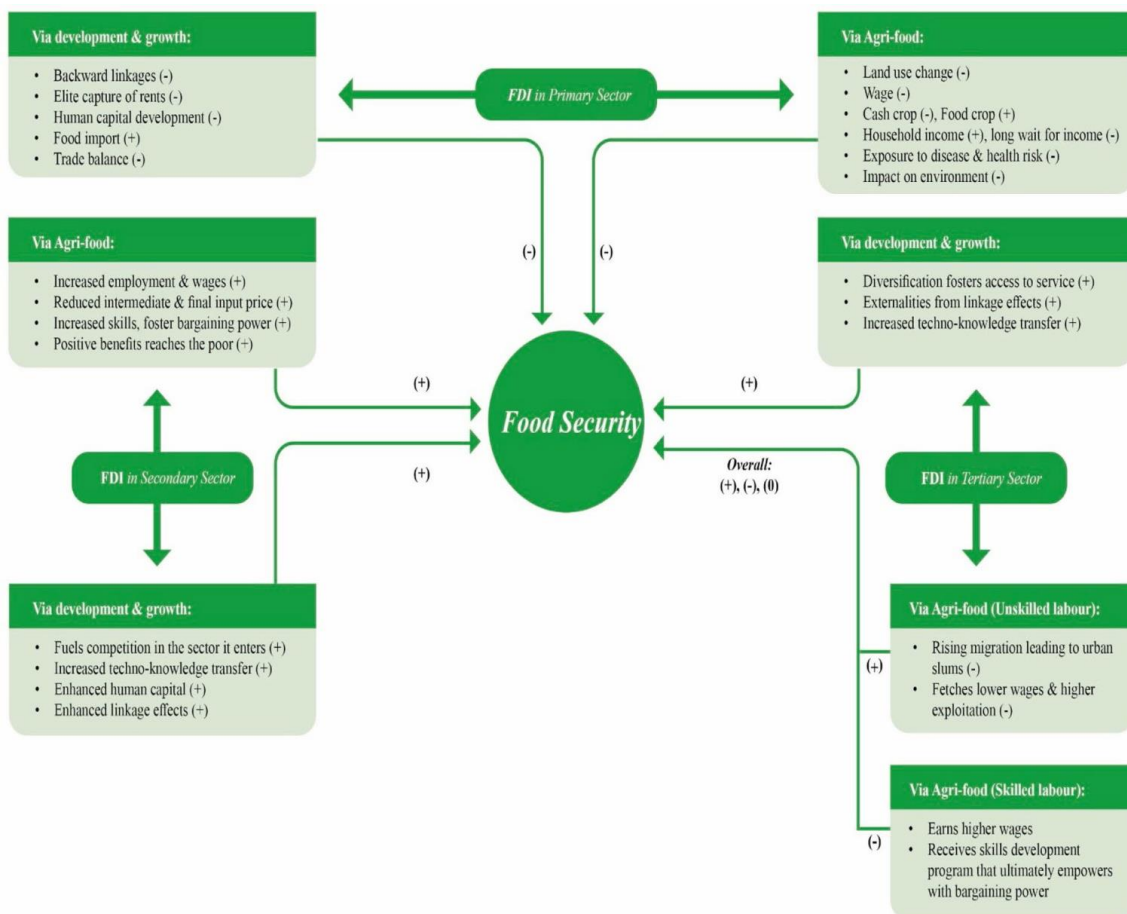 Via development & growth:
• Backward linkages (-)
• Elite capture of rents (-)
• Human capital development (-)
• Food import (+)
• Trade balance (-)
FDI in Primary Sector
Via Agri-food:
• Land use change (-)
• Wage (-)
• Cash crop (-), Food crop (+)
• Household income (+), long wait for income (-)
• Exposure to disease & health risk (-)
• Impact on environment (-)
(-)
(-)
Via Agri-food:
• Increased employment & wages (+)
• Reduced intermediate & final input price (+)
• Increased skills, foster bargaining power (+)
• Positive benefits reaches the poor (+)
Via development & growth:
• Diversification fosters access to service (+)
• Externalities from linkage effects (+)
• Increased techno-knowledge transfer (+)
(+)
(+)
Food Security
FDI in Secondary Sector
(+)
Overall:
(+), (-), (0)
FDI in Tertiary Sector
Via development & growth:
• Fuels competition in the sector it enters (+)
• Increased techno-knowledge transfer (+)
• Enhanced human capital (+)
• Enhanced linkage effects (+)
Via Agri-food (Unskilled labour):
• Rising migration leading to urban
slums (-)
• Fetches lower wages & higher
exploitation (-)
(+)
Via Agri-food (Skilled labour):
• Earns higher wages
• Receives skills development
program that ultimately empowers
with bargaining power
(-)